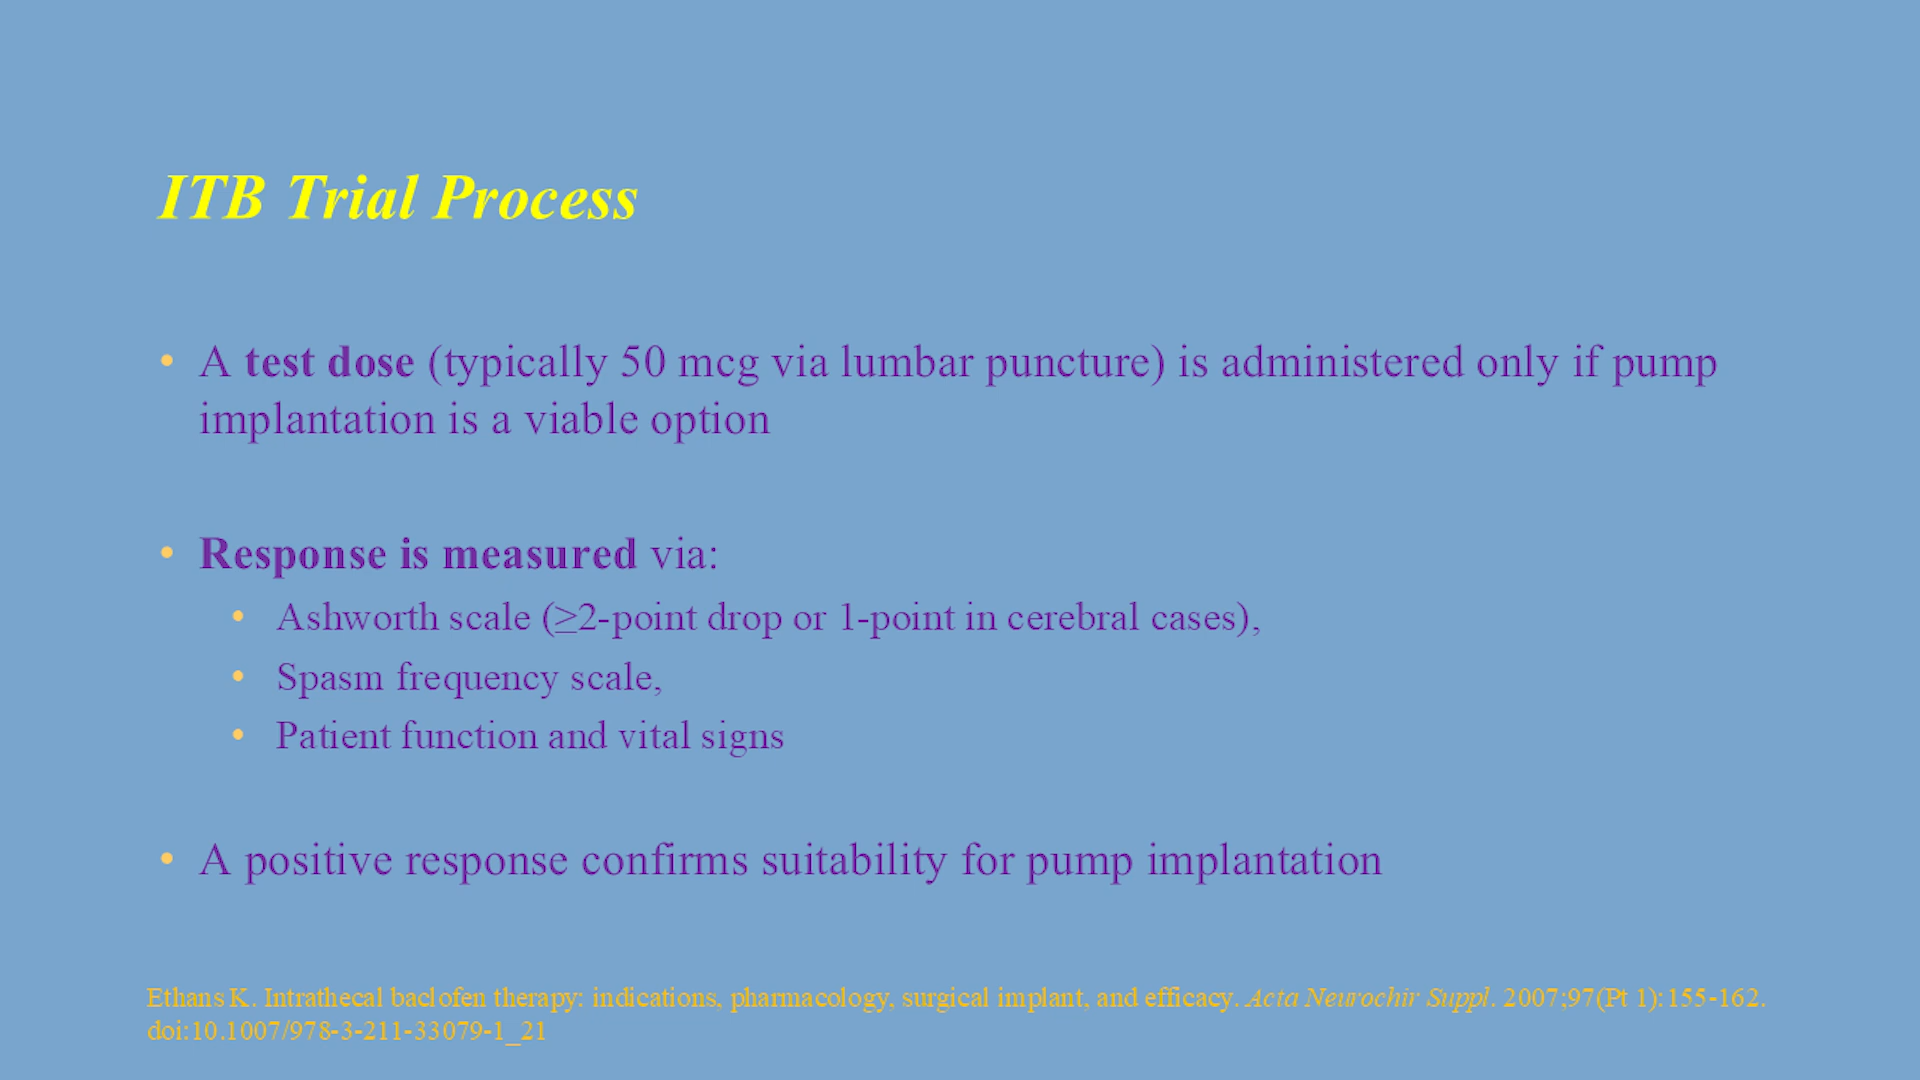 ITB Trial Process
• A test dose (typically 50 mcg via lumbar puncture) is administered only if pump
implantation is a viable option
• Response is measured via:
• Ashworth scale (≥2-point drop or 1-point in cerebral cases),
• Spasm frequency scale,
• Patient function and vital signs
• A positive response confirms suitability for pump implantation
Ethans K. Intrathecal baclofen therapy: indications, pharmacology, surgical implant, and efficacy. Acta Neurochir Suppl. 2007;97(Pt 1):155-162.
doi:10.1007/978-3-211-33079-1_21